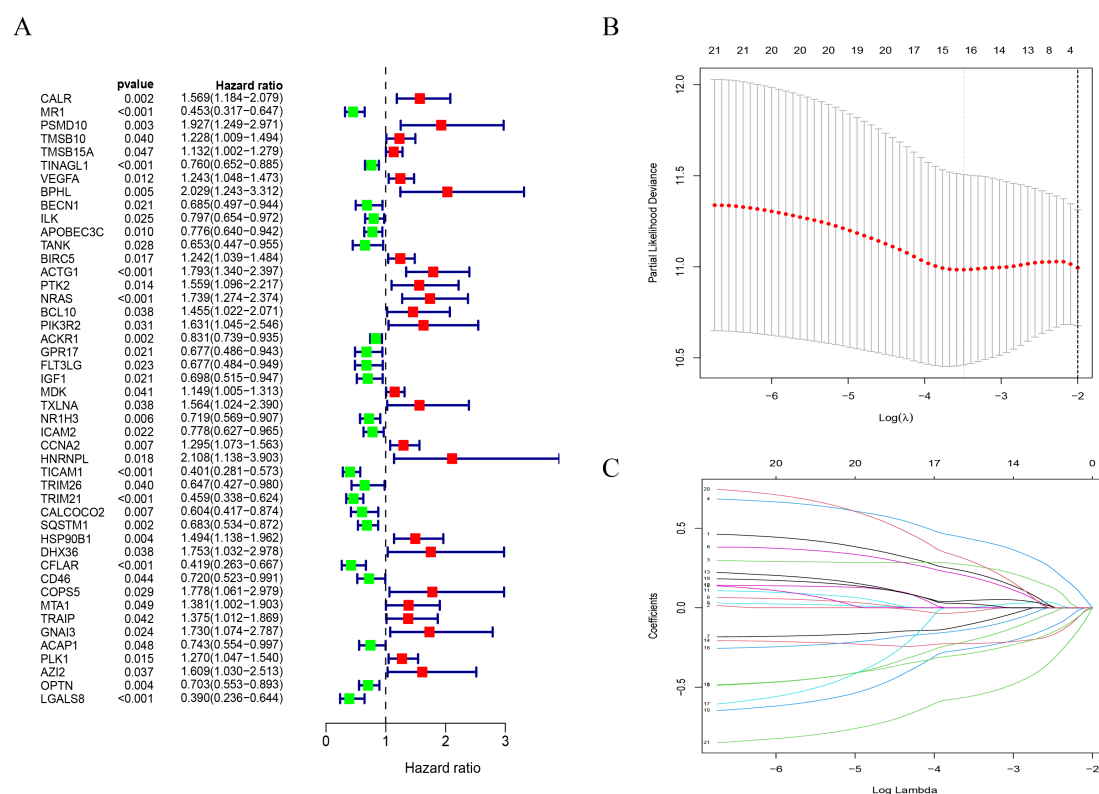 A
pvalue Hazard ratio
CALR 0.002 1.569(1.184−2.079)
MR1 <0.001 0.453(0.317−0.647)
PSMD10 0.003 1.927(1.249−2.971)
TMSB10 0.040 1.228(1.009−1.494)
TMSB15A 0.047 1.132(1.002−1.279)
TINAGL1 <0.001 0.760(0.652−0.885)
VEGFA 0.012 1.243(1.048−1.473)
BPHL 0.005 2.029(1.243−3.312)
BECN1 0.021 0.685(0.497−0.944)
ILK 0.025 0.797(0.654−0.972)
APOBEC3C 0.010 0.776(0.640−0.942)
TANK 0.028 0.653(0.447−0.955)
BIRC5 0.017 1.242(1.039−1.484)
ACTG1 <0.001 1.793(1.340−2.397)
PTK2 0.014 1.559(1.096−2.217)
NRAS <0.001 1.739(1.274−2.374)
BCL10 0.038 1.455(1.022−2.071)
PIK3R2 0.031 1.631(1.045−2.546)
ACKR1 0.002 0.831(0.739−0.935)
GPR17 0.021 0.677(0.486−0.943)
FLT3LG 0.023 0.677(0.484−0.949)
IGF1 0.021 0.698(0.515−0.947)
MDK 0.041 1.149(1.005−1.313)
TXLNA 0.038 1.564(1.024−2.390)
NR1H3 0.006 0.719(0.569−0.907)
ICAM2 0.022 0.778(0.627−0.965)
CCNA2 0.007 1.295(1.073−1.563)
HNRNPL 0.018 2.108(1.138−3.903)
TICAM1 <0.001 0.401(0.281−0.573)
TRIM26 0.040 0.647(0.427−0.980)
TRIM21 <0.001 0.459(0.338−0.624)
CALCOCO2 0.007 0.604(0.417−0.874)
SQSTM1 0.002 0.683(0.534−0.872)
HSP90B1 0.004 1.494(1.138−1.962)
DHX36 0.038 1.753(1.032−2.978)
CFLAR <0.001 0.419(0.263−0.667)
CD46 0.044 0.720(0.523−0.991)
COPS5 0.029 1.778(1.061−2.979)
MTA1 0.049 1.381(1.002−1.903)
TRAIP 0.042 1.375(1.012−1.869)
GNAI3 0.024 1.730(1.074−2.787)
ACAP1 0.048 0.743(0.554−0.997)
PLK1 0.015 1.270(1.047−1.540)
AZI2 0.037 1.609(1.030−2.513)
OPTN 0.004 0.703(0.553−0.893)
LGALS8 <0.001 0.390(0.236−0.644)
0 1 2 3
Hazard ratio
B
21 21 20 20 20 20 19 20 17 15 16 14 13 8 4
12.0
11.5
11.0
10.5
Partial Likelihood Deviance
−6 −5 −4 −3 −2
Log(λ)
C
20 20 17 14 0
0.5
0.0
−0.5
Coefficients
20
4
1
6
3
13
19
11
7
14
16
17
10
21
−6 −5 −4 −3 −2
Log Lambda